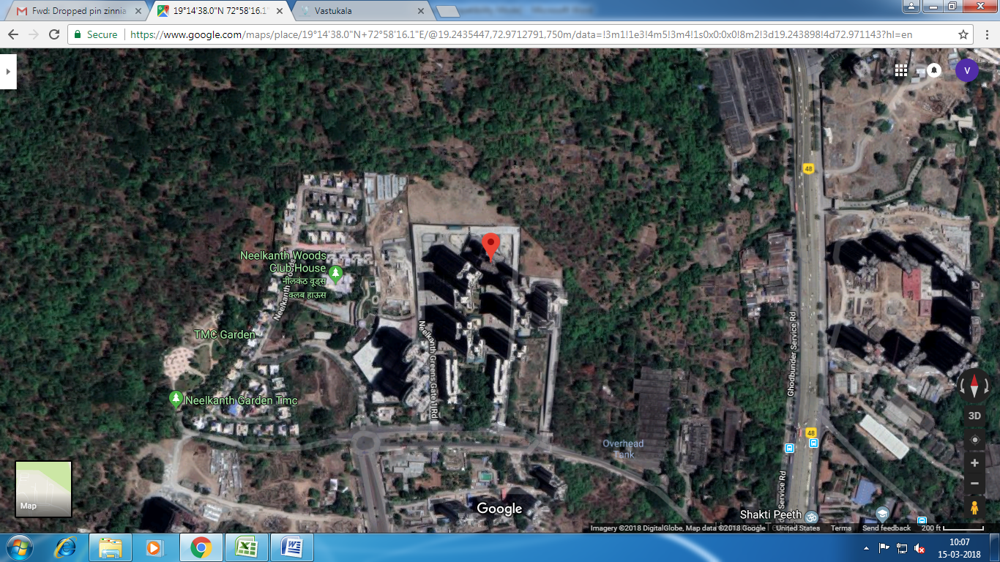 Fwd: Dropped pin zinnia
19°14'38.0"N 72°58'16.1"
Vastukala
Secure
https://www.google.com/maps/place/19°14'38.0"N+72°58'16.1"E/@19.2435447,72.9712791,750m/data=!3m1!1e3!4m5!3m4!1s0x0:0x0!8m2!3d19.243898!4d72.971143?hl=en
V
48
Neelkanth Woods
Club House
नीलकंठ वूड्स
क्लब हाऊस
Neelkanth
TMC Garden
Neelkanth Greens Gate
Rd
Ghodbunder Service Rd
Neelkanth Garden Tmc
3D
48
Overhead
Tank
Service Rd
Map
Google
Shakti Peeth
Imagery ©2018 DigitalGlobe, Map data ©2018 Google
United States
Terms
Send feedback
200 ft
10:07
15-03-2018